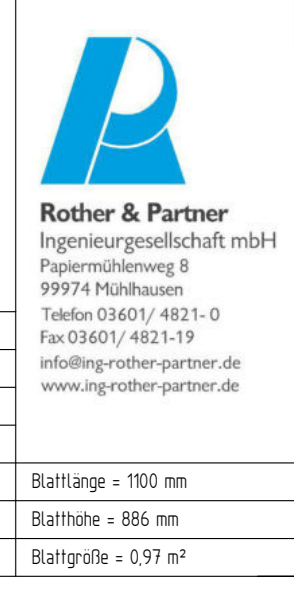 Rother & Partner
Ingenieurgesellschaft mbH
Papiermühlenweg 8
99974 Mühlhausen
Telefon 03601/ 4821- 0
Fax 03601/ 4821-19
info@ing-rother-partner.de
www.ing-rother-partner.de
Blattlänge = 1100 mm
Blatthöhe = 886 mm
Blattgröße = 0,97 m²